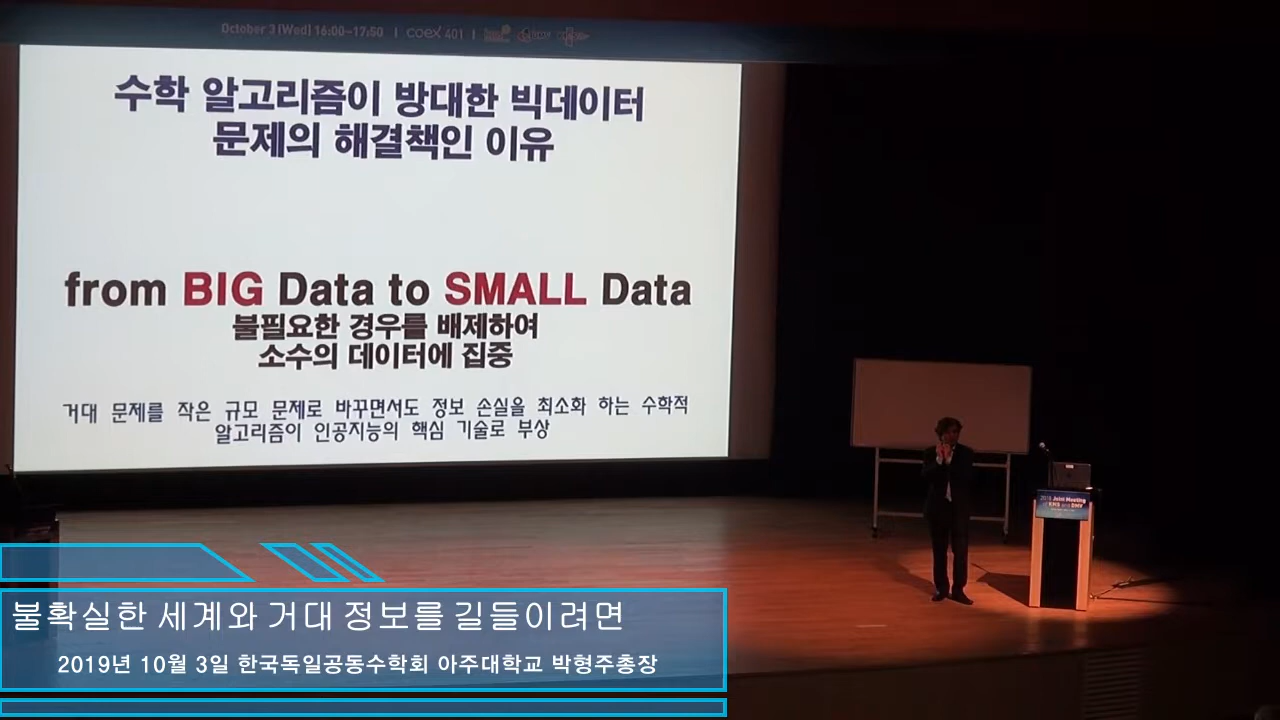 October 3 (Wed) 16:00~17:50 | coex 401 |
수학 알고리즘이 방대한 빅데이터
문제의 해결책인 이유
from BIG Data to SMALL Data
불필요한 경우를 배제하여
소수의 데이터에 집중
거대 문제를 작은 규모 문제로 바꾸면서도 정보 손실을 최소화 하는 수학적
알고리즘이 인공지능의 핵심 기술로 부상
2018 Joint Meeting
of KMS and DMV
불확실한 세계와 거대 정보를 길들이려면
2019년 10월 3일 한국독일공동수학회 아주대학교 박형주총장